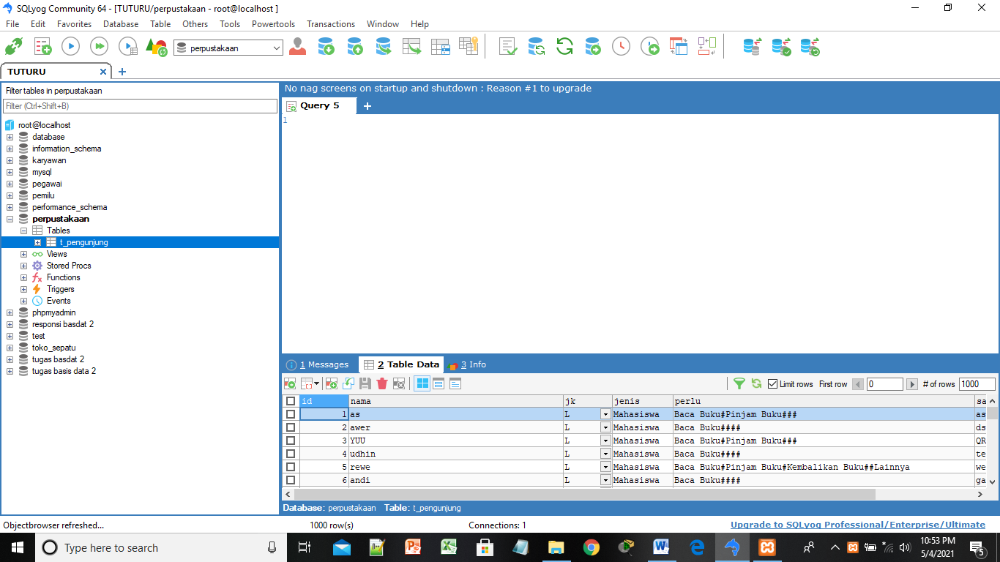 SQLyog Community 64 - [TUTURU/perpustakaan - root@localhost ]
File Edit Favorites Database Table Others Tools Powertools Transactions Window Help
perpustakaan
TUTURU
Filter tables in perpustakaan
Filter (Ctrl+Shift+B)
root@localhost
database
information_schema
karyawan
mysql
pegawai
pemilu
performance_schema
perpustakaan
Tables
t_pengunjung
Views
Stored Procs
Functions
Triggers
Events
phpmyadmin
responsi basdat 2
test
toko_sepatu
tugas basdat 2
tugas basis data 2
No nag screens on startup and shutdown : Reason #1 to upgrade
Query 5
1
1 Messages 2 Table Data 3 Info
Limit rows First row 0 # of rows 1000
id nama jk jenis perlu sa
1 as L Mahasiswa Baca Buku#Pinjam Buku### as
2 awer L Mahasiswa Baca Buku#### ds
3 YUU L Mahasiswa Baca Buku#Pinjam Buku### QR
4 udhin L Mahasiswa Baca Buku#### te
5 rewe L Mahasiswa Baca Buku#Pinjam Buku#Kembalikan Buku##Lainnya we
6 andi L Mahasiswa Baca Buku#### ga
Database: perpustakaan Table: t_pengunjung
Objectbrowser refreshed... 1000 row(s) Connections: 1 Upgrade to SQLyog Professional/Enterprise/Ultimate
Type here to search
10:53 PM
5/4/2021
5